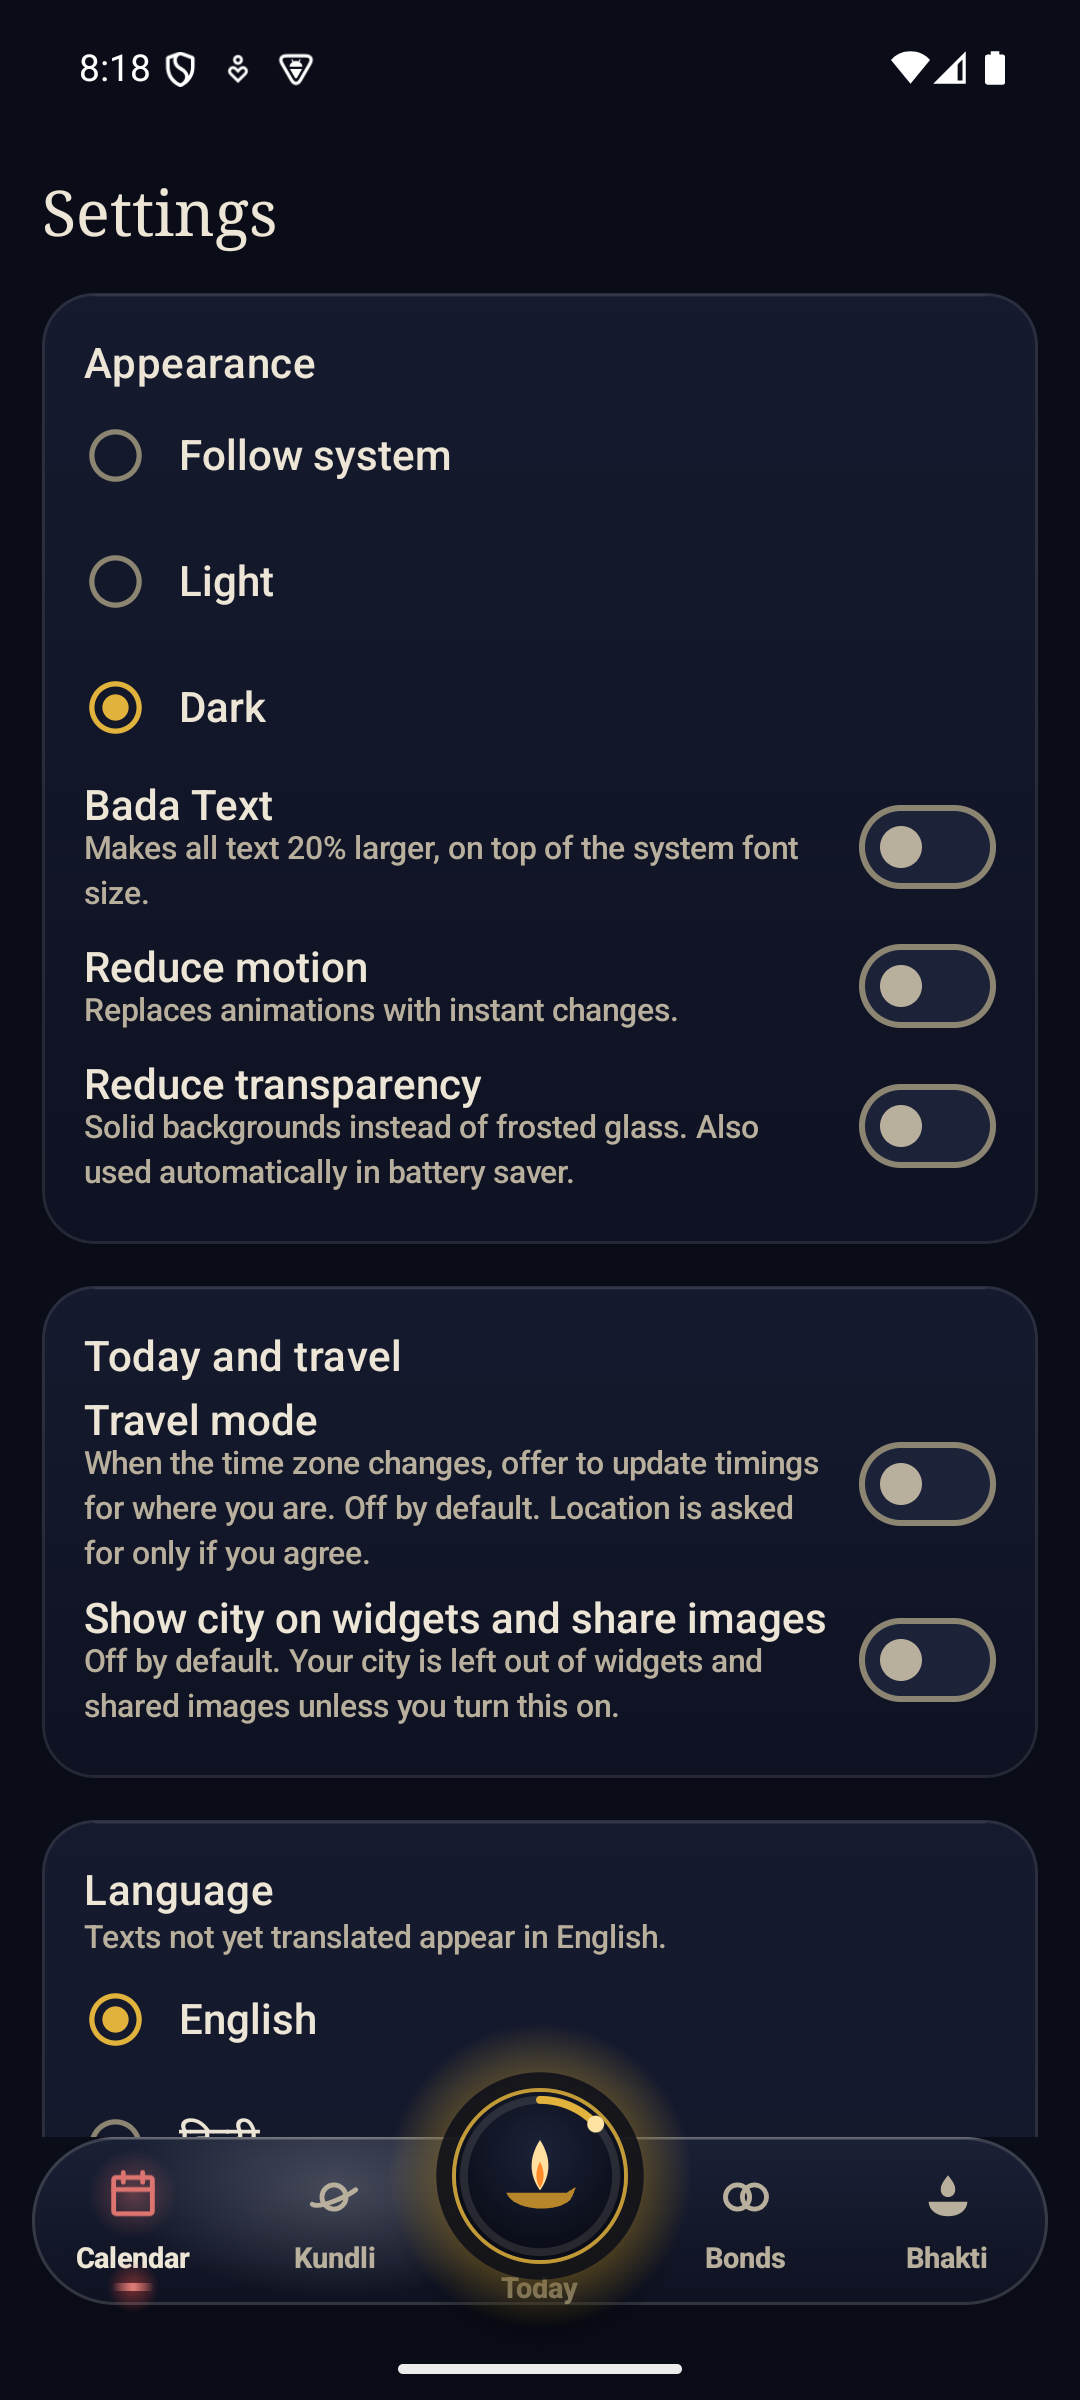 8:18
Settings
Appearance
Follow system
Light
Dark
Bada Text
Makes all text 20% larger, on top of the system font
size.
Reduce motion
Replaces animations with instant changes.
Reduce transparency
Solid backgrounds instead of frosted glass. Also
used automatically in battery saver.
Today and travel
Travel mode
When the time zone changes, offer to update timings
for where you are. Off by default. Location is asked
for only if you agree.
Show city on widgets and share images
Off by default. Your city is left out of widgets and
shared images unless you turn this on.
Language
Texts not yet translated appear in English.
English
Calendar
Kundli
Today
Bonds
Bhakti